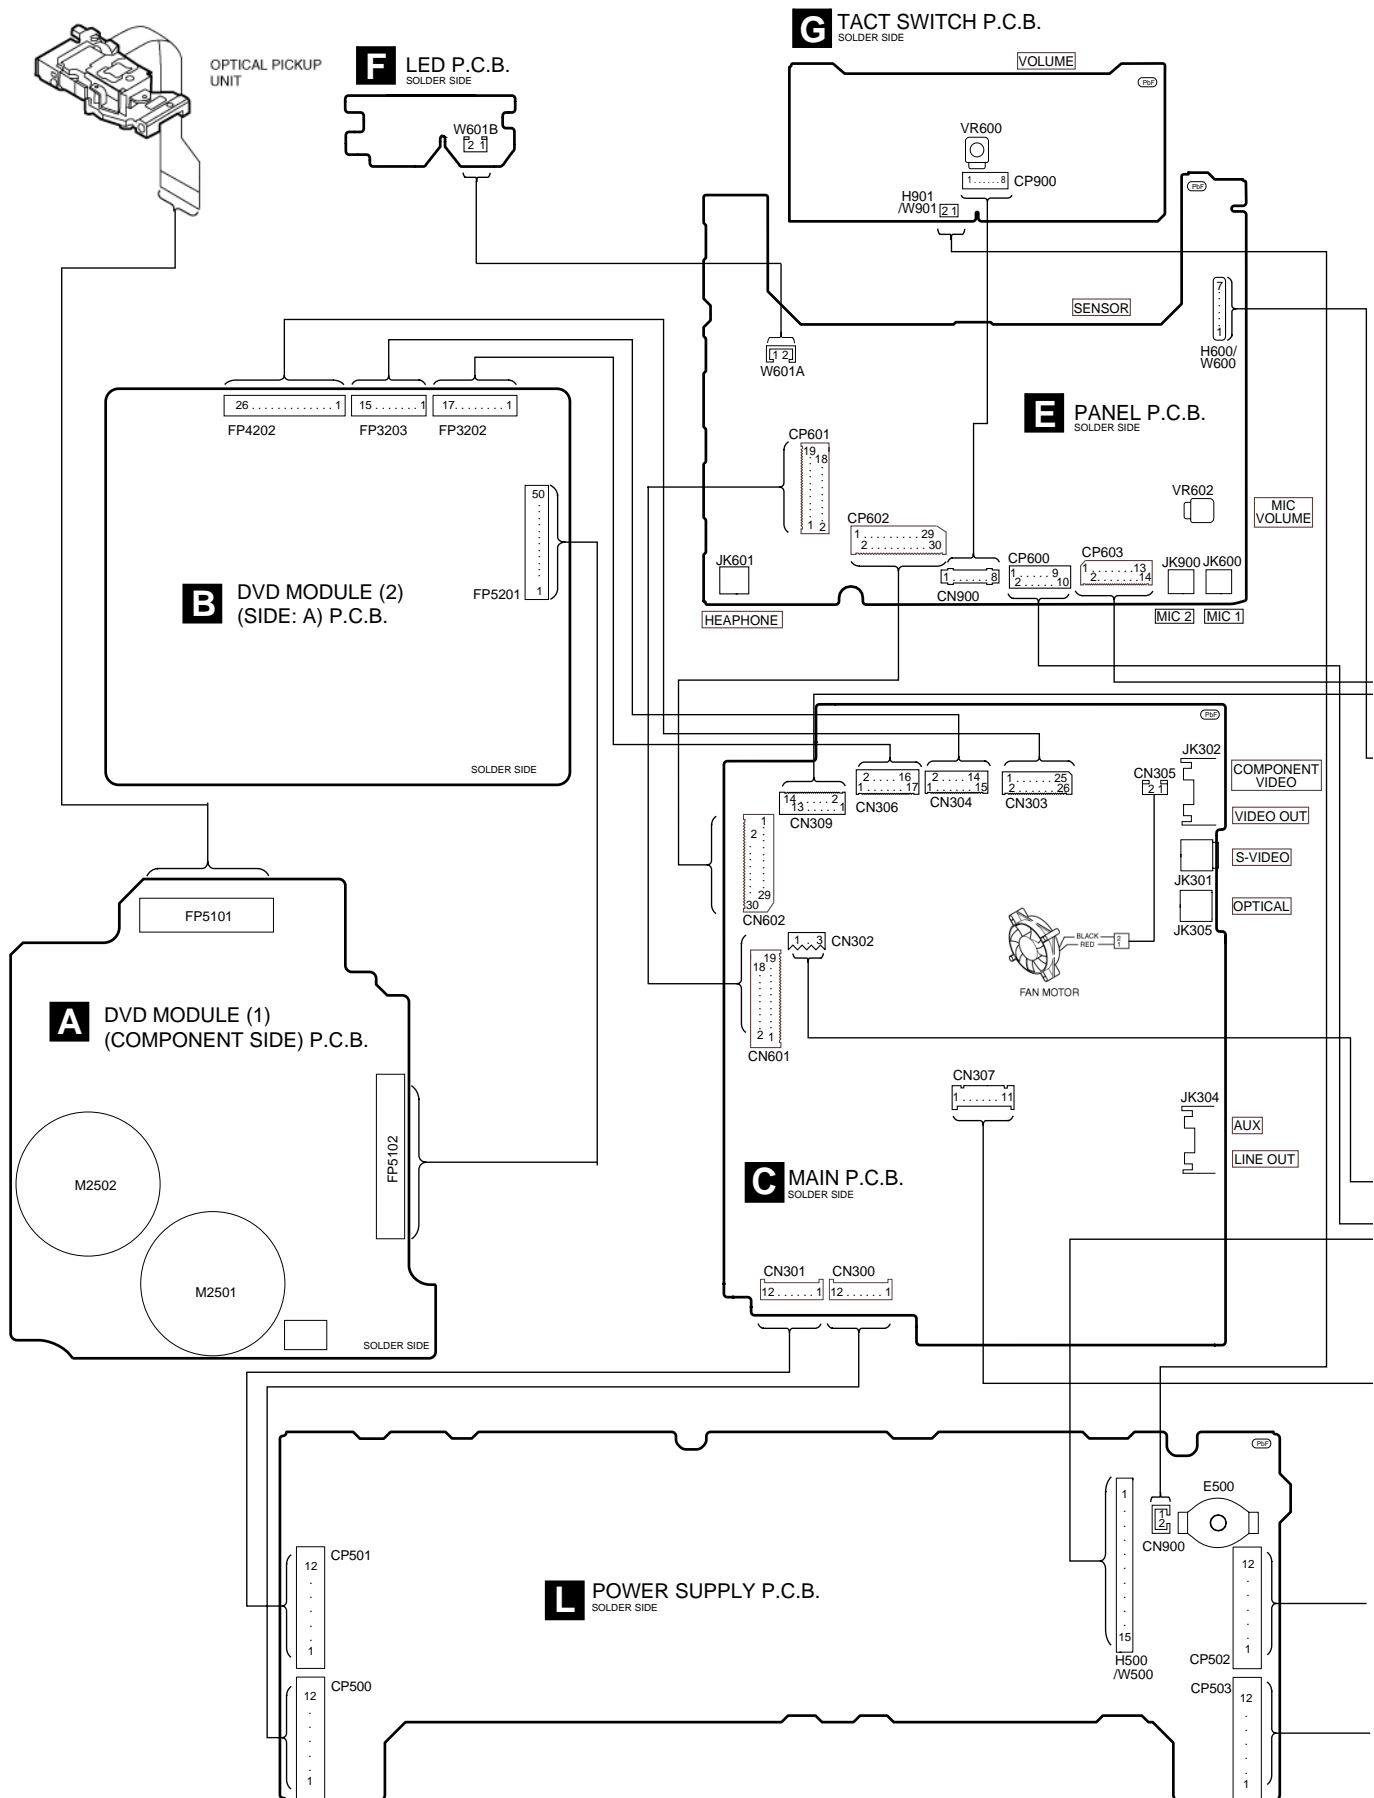 OPTICAL PICKUP
UNIT
F LED P.C.B.
SOLDER SIDE
W601B
2 1
G TACT SWITCH P.C.B.
SOLDER SIDE
VOLUME
PbF
VR600
1......8 CP900
H901
/W901 2 1
PbF
SENSOR
7
1
H600/
W600
1 2
W601A
E PANEL P.C.B.
SOLDER SIDE
26.............1
FP4202
15.......1
FP3203
17........1
FP3202
50
1
FP5201
B DVD MODULE (2)
(SIDE: A) P.C.B.
SOLDER SIDE
CP601
19
18
1 2
CP602
1.........29
2.........30
VR602
MIC
VOLUME
JK601
HEAPHONE
1......8
CN900
CP600
1.....9
2.....10
CP603
1.......13
2.......14
JK900 JK600
MIC 2 MIC 1
PbF
JK302
COMPONENT
VIDEO
VIDEO OUT
S-VIDEO
JK301
OPTICAL
JK305
CN305
2 1
14.....2
13.....1
CN309
2....16
1......17
CN306
2....14
1......15
CN304
1......25
2......26
CN303
1
2
29
30
CN602
1 . 3 CN302
BLACK
RED
2
1
FAN MOTOR
19
18
2 1
CN601
FP5101
A DVD MODULE (1)
(COMPONENT SIDE) P.C.B.
FP5102
M2502
M2501
SOLDER SIDE
CN307
1......11
JK304
AUX
LINE OUT
C MAIN P.C.B.
SOLDER SIDE
CN301
12......1
CN300
12......1
PbF
E500
1
15
H500
/W500
1
2
CN900
CP501
12
1
L POWER SUPPLY P.C.B.
SOLDER SIDE
12
1
CP502
CP500
12
1
CP503
12
1